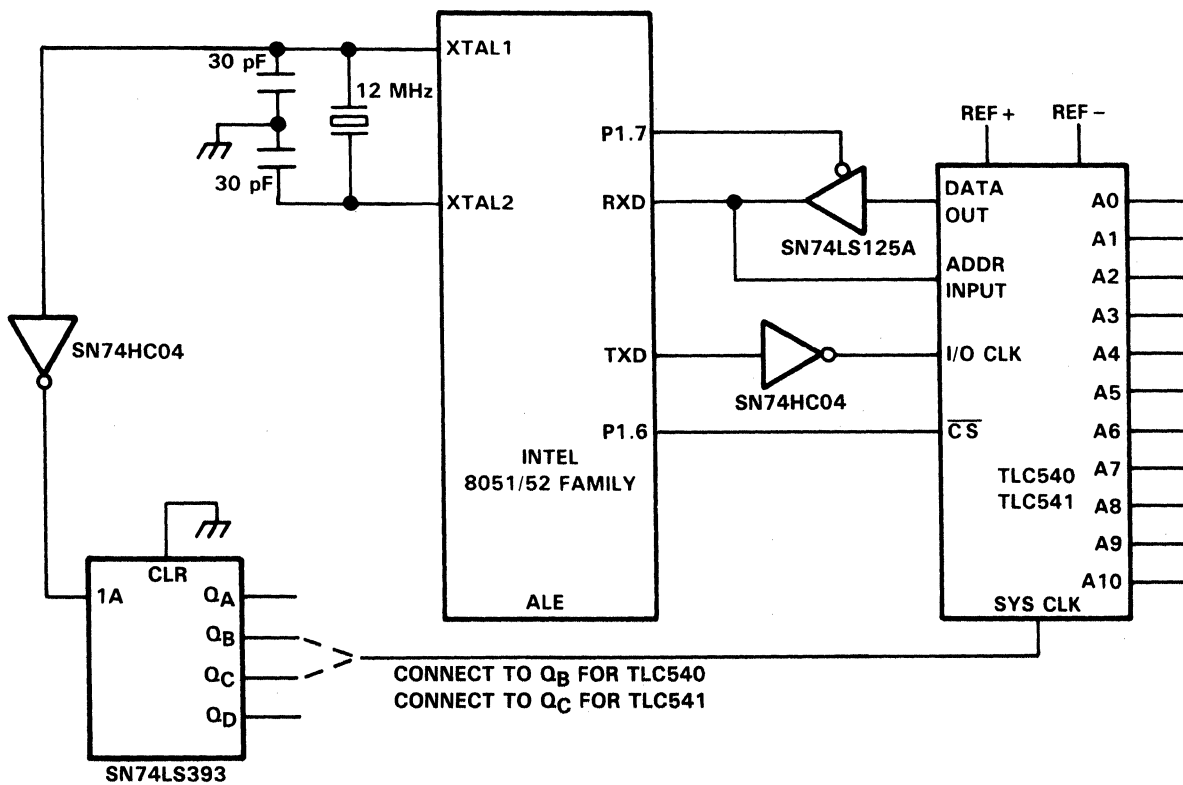 30 pF
XTAL1
12 MHz
P1.7
REF +
REF −
30 pF
XTAL2
RXD
DATA
OUT
A0
SN74LS125A
A1
ADDR
INPUT
A2
A3
SN74HC04
TXD
I/O CLK
A4
SN74HC04
A5
P1.6
CS
A6
INTEL
8051/52 FAMILY
TLC540
TLC541
A7
A8
A9
CLR
1A
QA
ALE
A10
SYS CLK
QB
QC
CONNECT TO QB FOR TLC540
CONNECT TO QC FOR TLC541
QD
SN74LS393